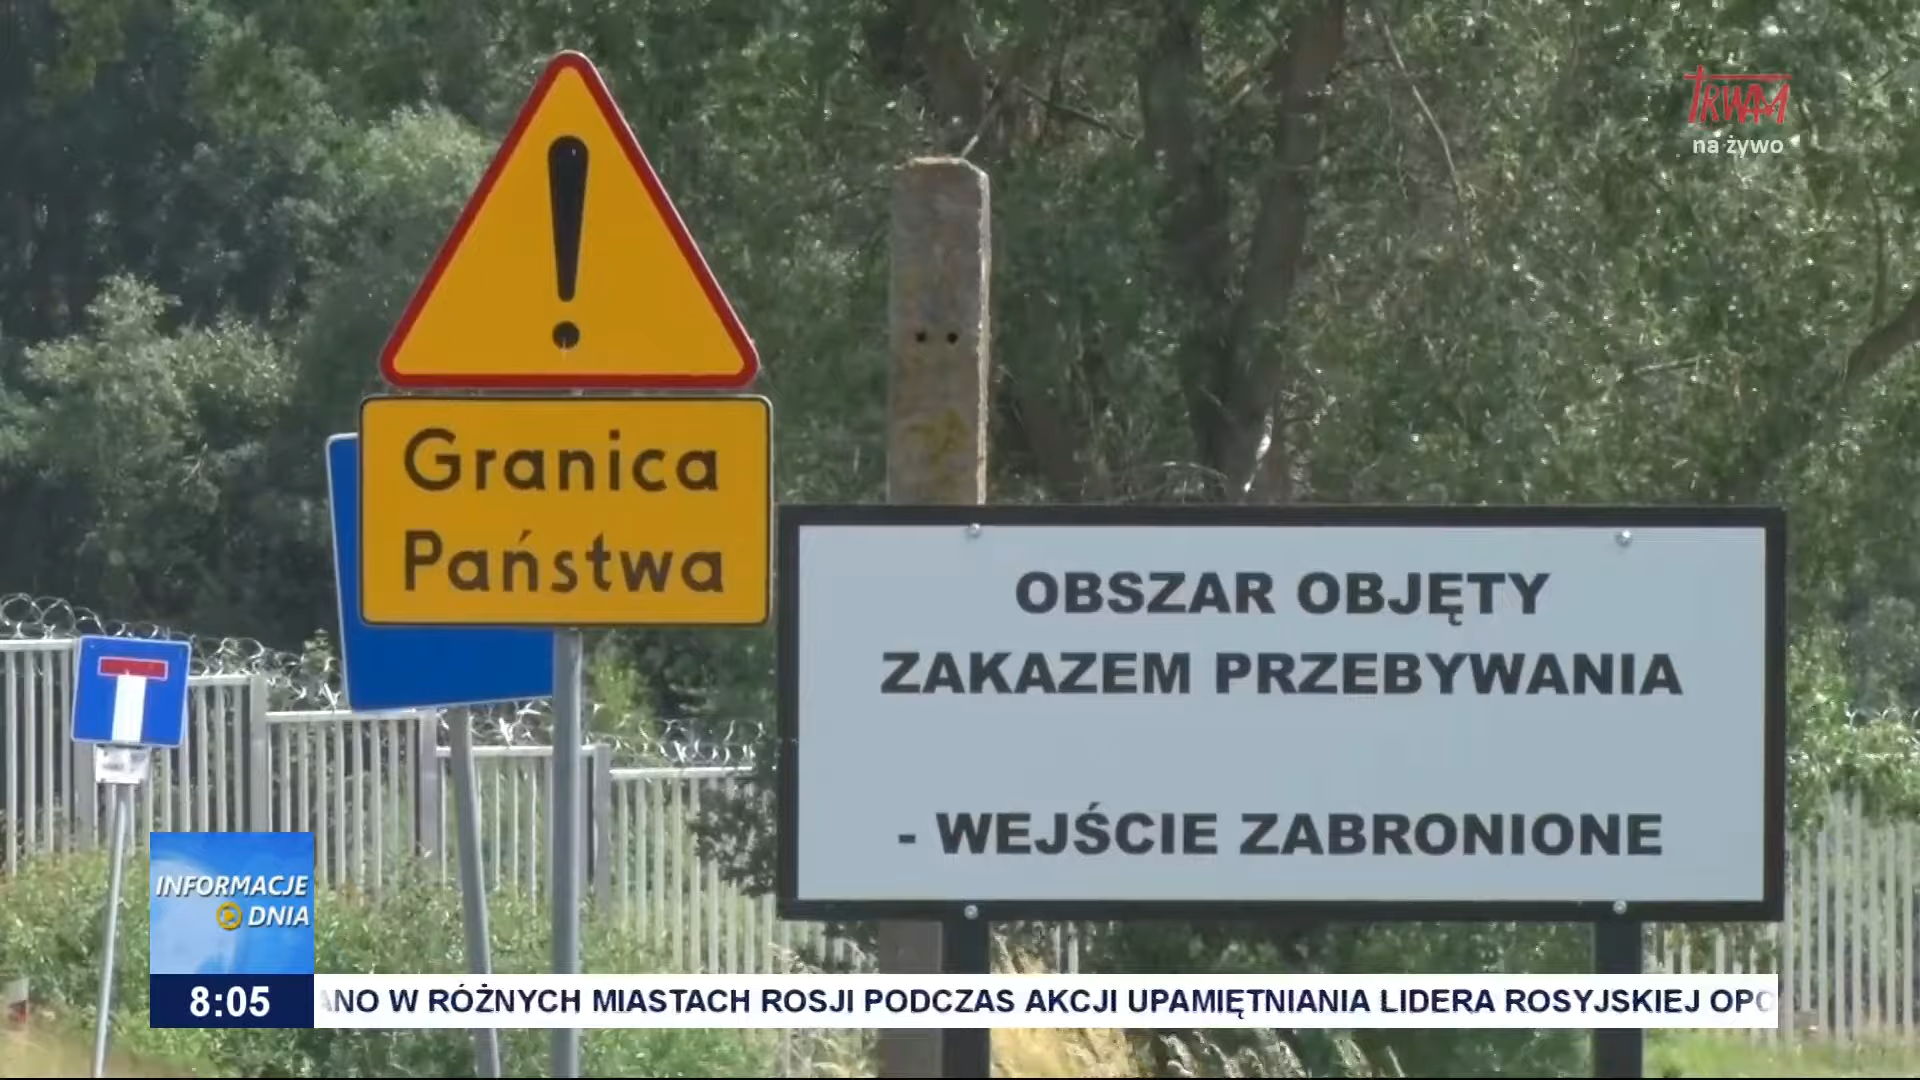 TRWAM
na żywo
Granica
Państwa
OBSZAR OBJĘTY
ZAKAZEM PRZEBYWANIA
- WEJŚCIE ZABRONIONE
INFORMACJE
DNIA
8:05
W RÓŻNYCH MIASTACH ROSJI PODCZAS AKCJI UPAMIĘTNIANIA LIDERA ROSYJSKIEJ